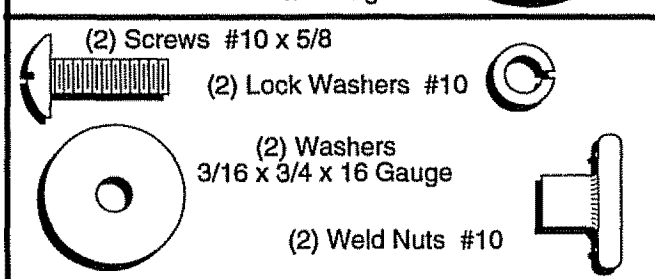 (2) Screws #10 x 5/8
(2) Lock Washers #10
(2) Washers
3/16 x 3/4 x 16 Gauge
(2) Weld Nuts #10